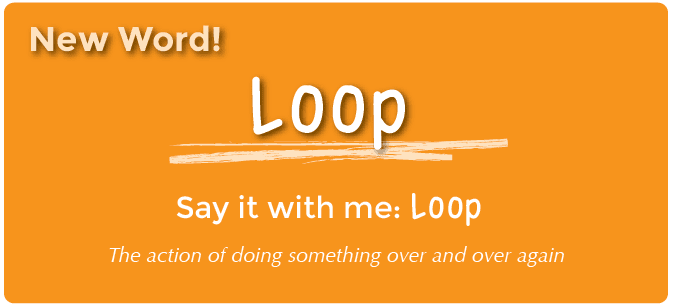 New Word!
Loop
Say it with me: Loop
The action of doing something over and over again